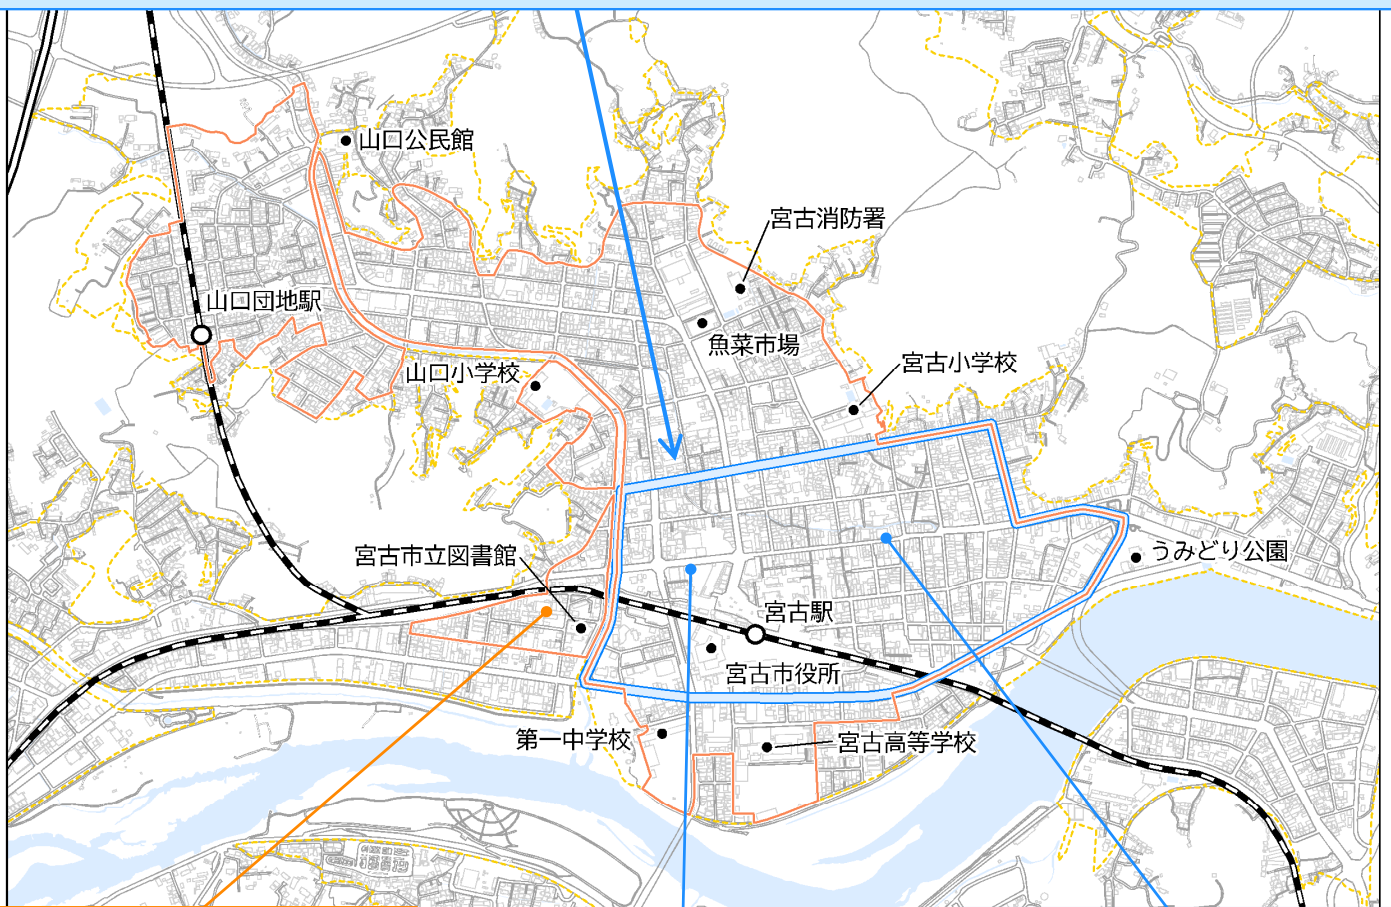 山口公民館
宮古消防署
山口団地駅
魚菜市場
宮古小学校
山口小学校
うみどり公園
宮古市立図書館
宮古駅
宮古市役所
第一中学校
宮古高等学校